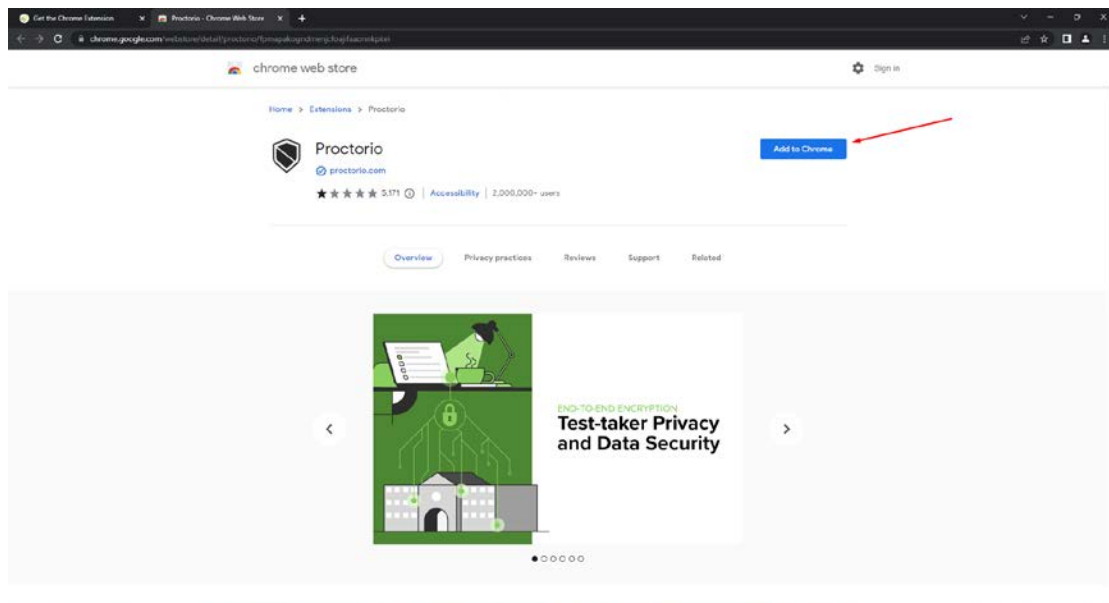 Get the Chrome Extension
Proctorio - Chrome Web Store
chrome web store
Sign in
Home > Extensions > Proctorio
Proctorio
Add to Chrome
proctorio.com
5,171 | Accessibility | 2,000,000+ users
Overview Privacy practices Reviews Support Related
END-TO-END ENCRYPTION
Test-taker Privacy
and Data Security